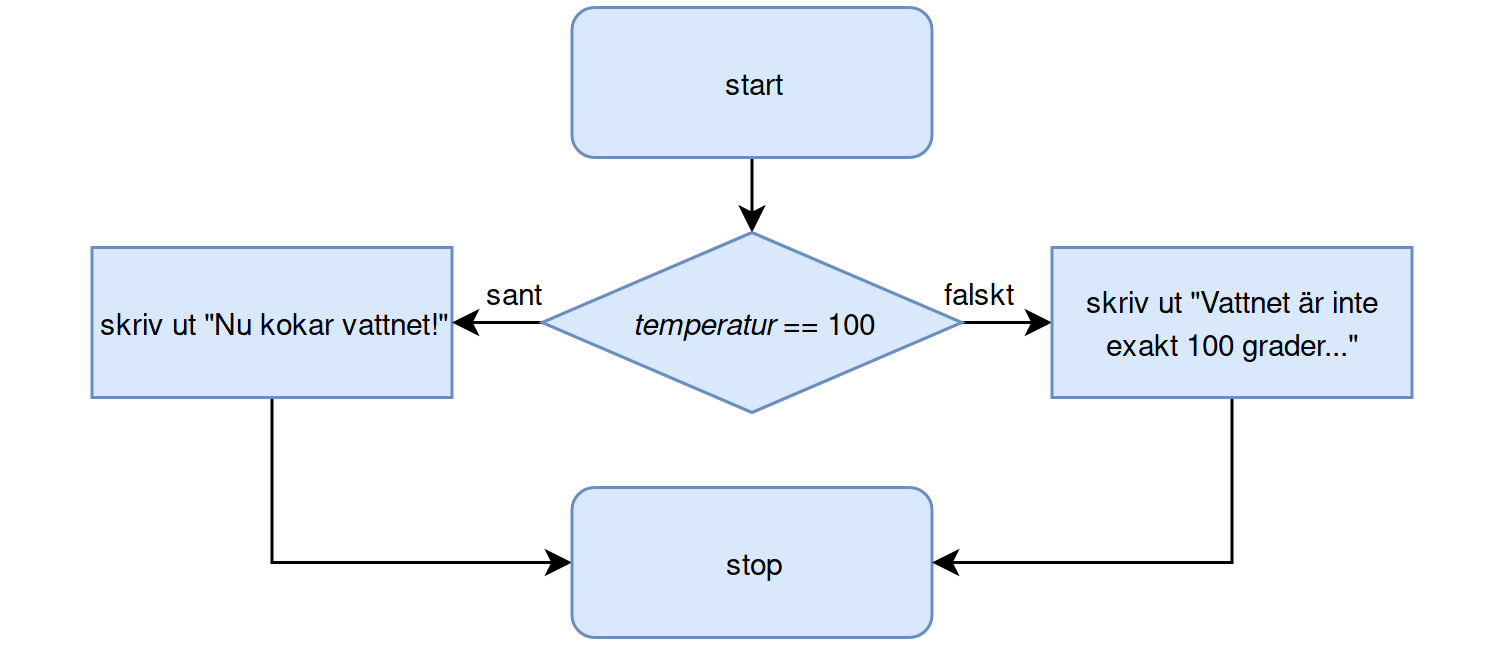 start
sant
falskt
skriv ut "Nu kokar vattnet!"
temperatur == 100
skriv ut "Vattnet är inte
exakt 100 grader..."
stop